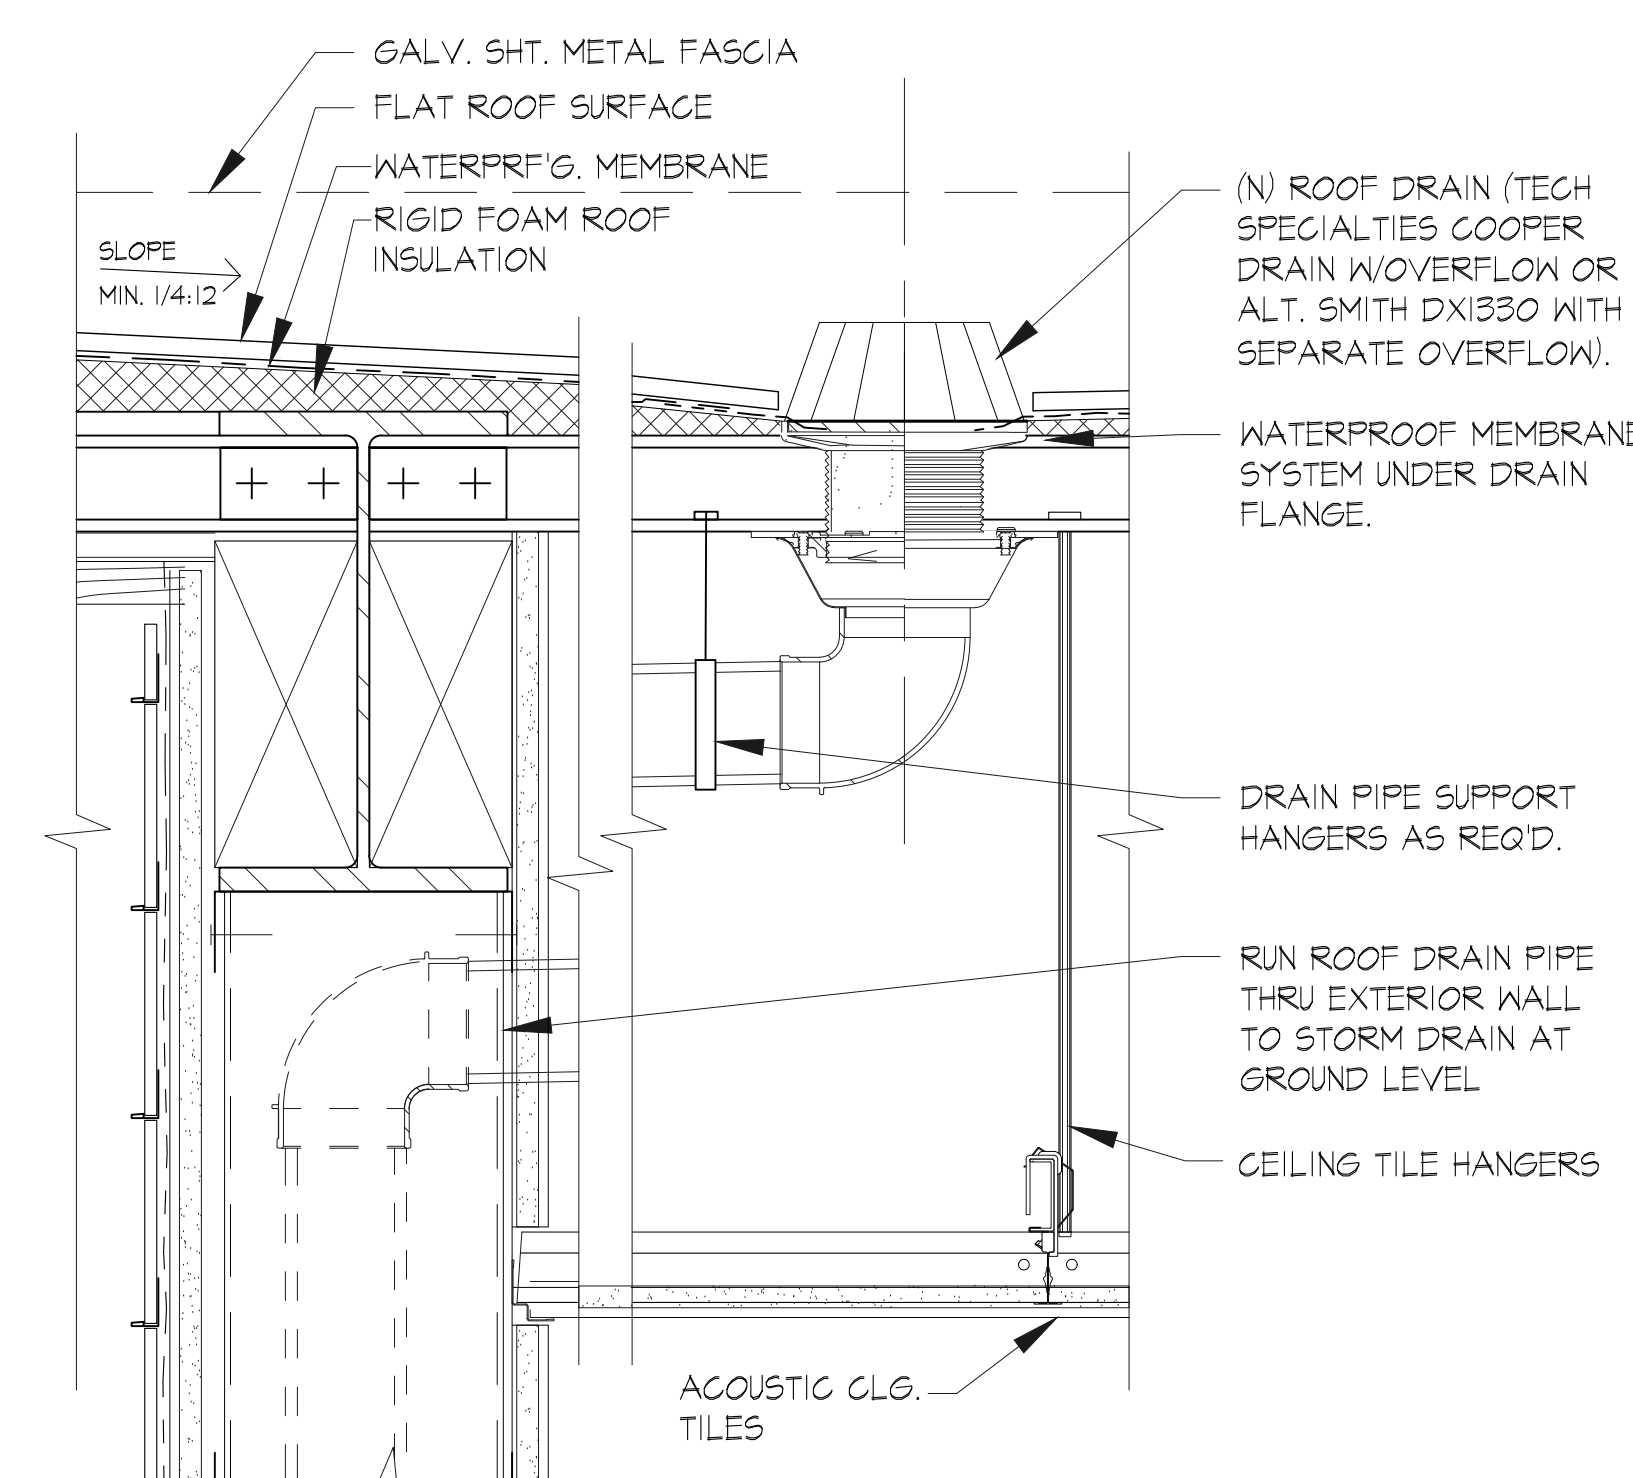 GALV. SHT. METAL FASCIA
FLAT ROOF SURFACE
WATERPRF'G. MEMBRANE
RIGID FOAM ROOF
INSULATION
SLOPE
MIN. 1/4:12
(N) ROOF DRAIN (TECH
SPECIALTIES COOPER
DRAIN W/OVERFLOW OR
ALT. SMITH DX1330 WITH
SEPARATE OVERFLOW).
WATERPROOF MEMBRANE
SYSTEM UNDER DRAIN
FLANGE.
DRAIN PIPE SUPPORT
HANGERS AS REQ'D.
RUN ROOF DRAIN PIPE
THRU EXTERIOR WALL
TO STORM DRAIN AT
GROUND LEVEL
CEILING TILE HANGERS
ACOUSTIC CLG.
TILES